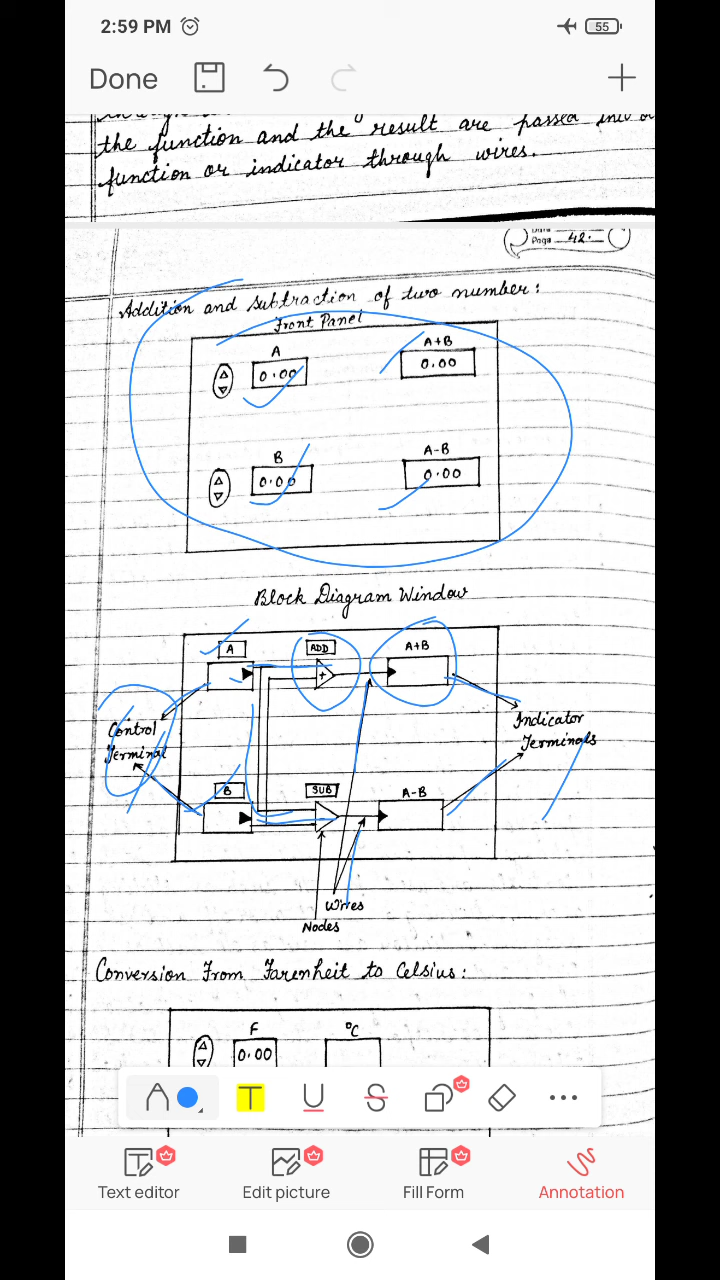 2:59 PM
55
Done
the function and the result are passed
function or indicator through wires.
Page 42.
Addition and subtraction of two number:
Front Panel
A
A+B
0.00
0.00
B
A-B
0.00
0.00
Block Diagram Window
A
ADD
A+B
+
Control
Terminal
Indicator
Terminals
B
SUB
A-B
Wires
Nodes
Conversion From Farenheit to Celsius:
F
°C
0.00
T
U
S
Text editor
Edit picture
Fill Form
Annotation